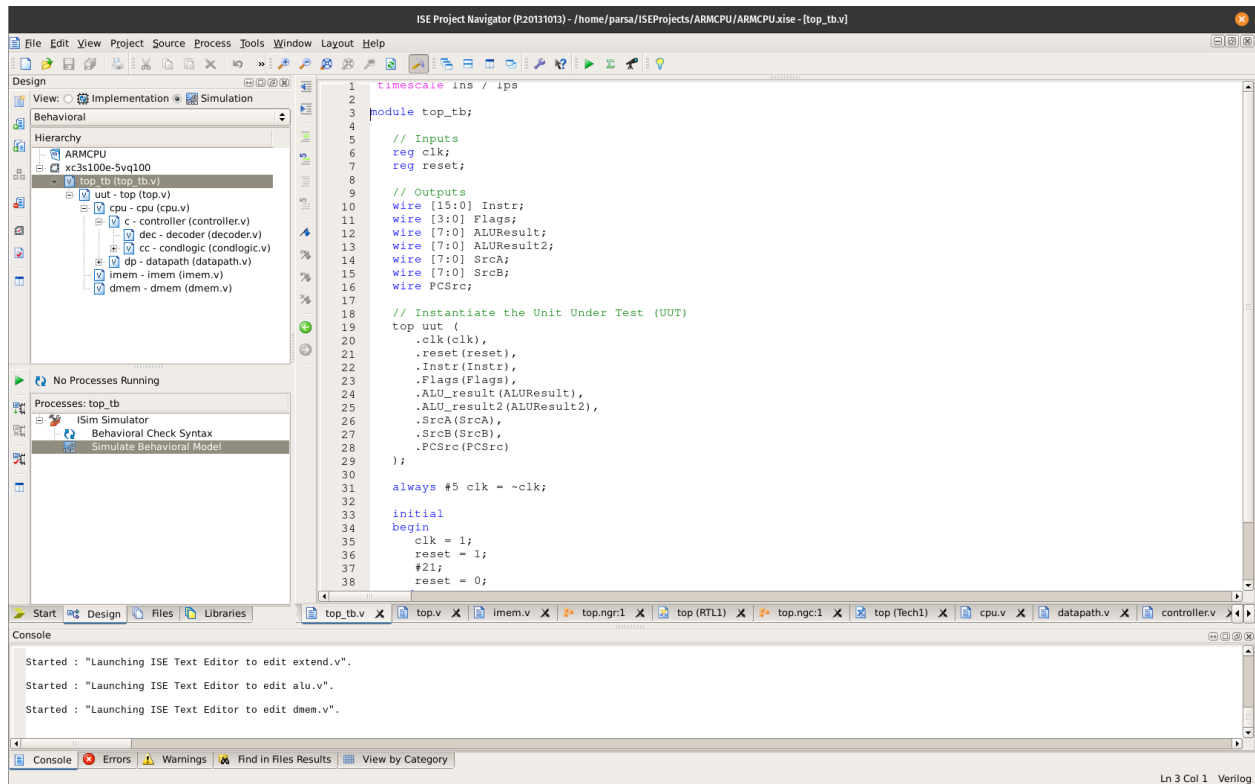 ISE Project Navigator (P.20131013) - /home/parsa/ISEProjects/ARMCPU/ARMCPU.xise - [top_tb.v]
File Edit View Project Source Process Tools Window Layout Help
Design
View: Implementation Simulation
Behavioral
Hierarchy
ARMCPU
xc3s100e-5vq100
top_tb (top_tb.v)
uut - top (top.v)
cpu - cpu (cpu.v)
c - controller (controller.v)
dec - decoder (decoder.v)
cc - condlogic (condlogic.v)
dp - datapath (datapath.v)
imem - imem (imem.v)
dmem - dmem (dmem.v)
No Processes Running
Processes: top_tb
ISim Simulator
Behavioral Check Syntax
Simulate Behavioral Model
Start Design Files Libraries
1 `timescale 1ns / 1ps
2
3 module top_tb;
4
5 // Inputs
6 reg clk;
7 reg reset;
8
9 // Outputs
10 wire [15:0] Instr;
11 wire [3:0] Flags;
12 wire [7:0] ALUResult;
13 wire [7:0] ALUResult2;
14 wire [7:0] SrcA;
15 wire [7:0] SrcB;
16 wire PCSrc;
17
18 // Instantiate the Unit Under Test (UUT)
19 top uut (
20 .clk(clk),
21 .reset(reset),
22 .Instr(Instr),
23 .Flags(Flags),
24 .ALU_result(ALUResult),
25 .ALU_result2(ALUResult2),
26 .SrcA(SrcA),
27 .SrcB(SrcB),
28 .PCSrc(PCSrc)
29 );
30
31 always #5 clk = ~clk;
32
33 initial
34 begin
35 clk = 1;
36 reset = 1;
37 #21;
38 reset = 0;
top_tb.v top.v imem.v top.ngr:1 top (RTL1) top.ngc:1 top (Tech1) cpu.v datapath.v controller.v
Console
Started : "Launching ISE Text Editor to edit extend.v".
Started : "Launching ISE Text Editor to edit alu.v".
Started : "Launching ISE Text Editor to edit dmem.v".
Console Errors Warnings Find in Files Results View by Category
Ln 3 Col 1 Verilog